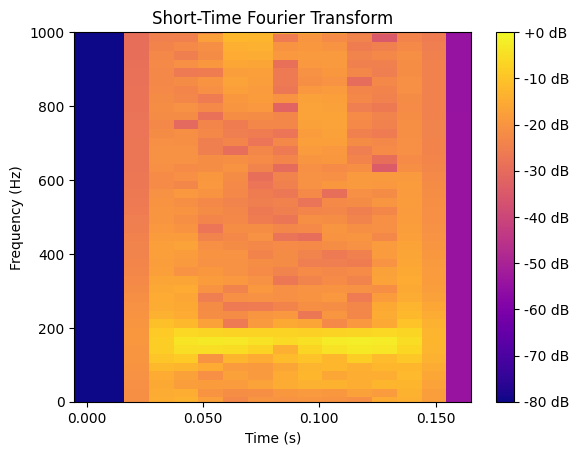 Short-Time Fourier Transform
Frequency (Hz)
1000
800
600
400
200
0
0.000 0.050 0.100 0.150
Time (s)
+0 dB
-10 dB
-20 dB
-30 dB
-40 dB
-50 dB
-60 dB
-70 dB
-80 dB